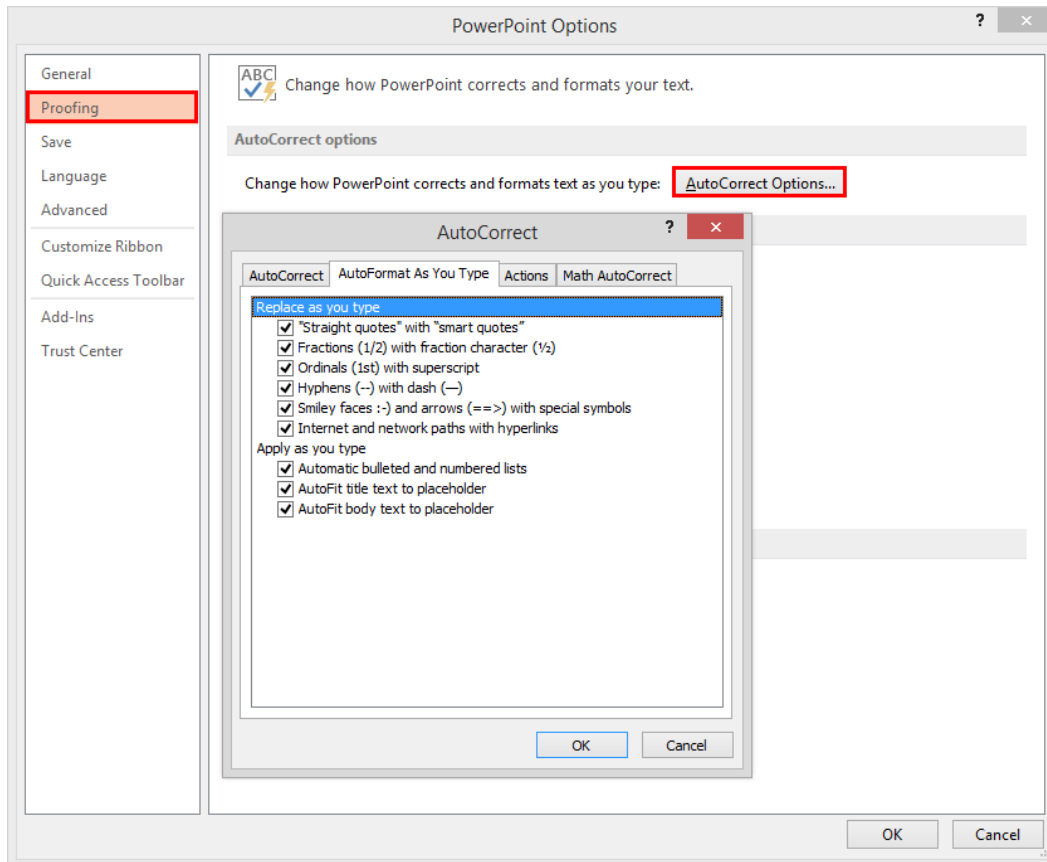 PowerPoint Options
? ×
General
Proofing
Save
Language
Advanced
Customize Ribbon
Quick Access Toolbar
Add-Ins
Trust Center
ABC
Change how PowerPoint corrects and formats your text.
AutoCorrect options
Change how PowerPoint corrects and formats text as you type:
AutoCorrect Options...
AutoCorrect
? ×
AutoCorrect
AutoFormat As You Type
Actions
Math AutoCorrect
Replace as you type
"Straight quotes" with “smart quotes”
Fractions (1/2) with fraction character (½)
Ordinals (1st) with superscript
Hyphens (--) with dash (—)
Smiley faces :-) and arrows (==>) with special symbols
Internet and network paths with hyperlinks
Apply as you type
Automatic bulleted and numbered lists
AutoFit title text to placeholder
AutoFit body text to placeholder
OK
Cancel
OK
Cancel